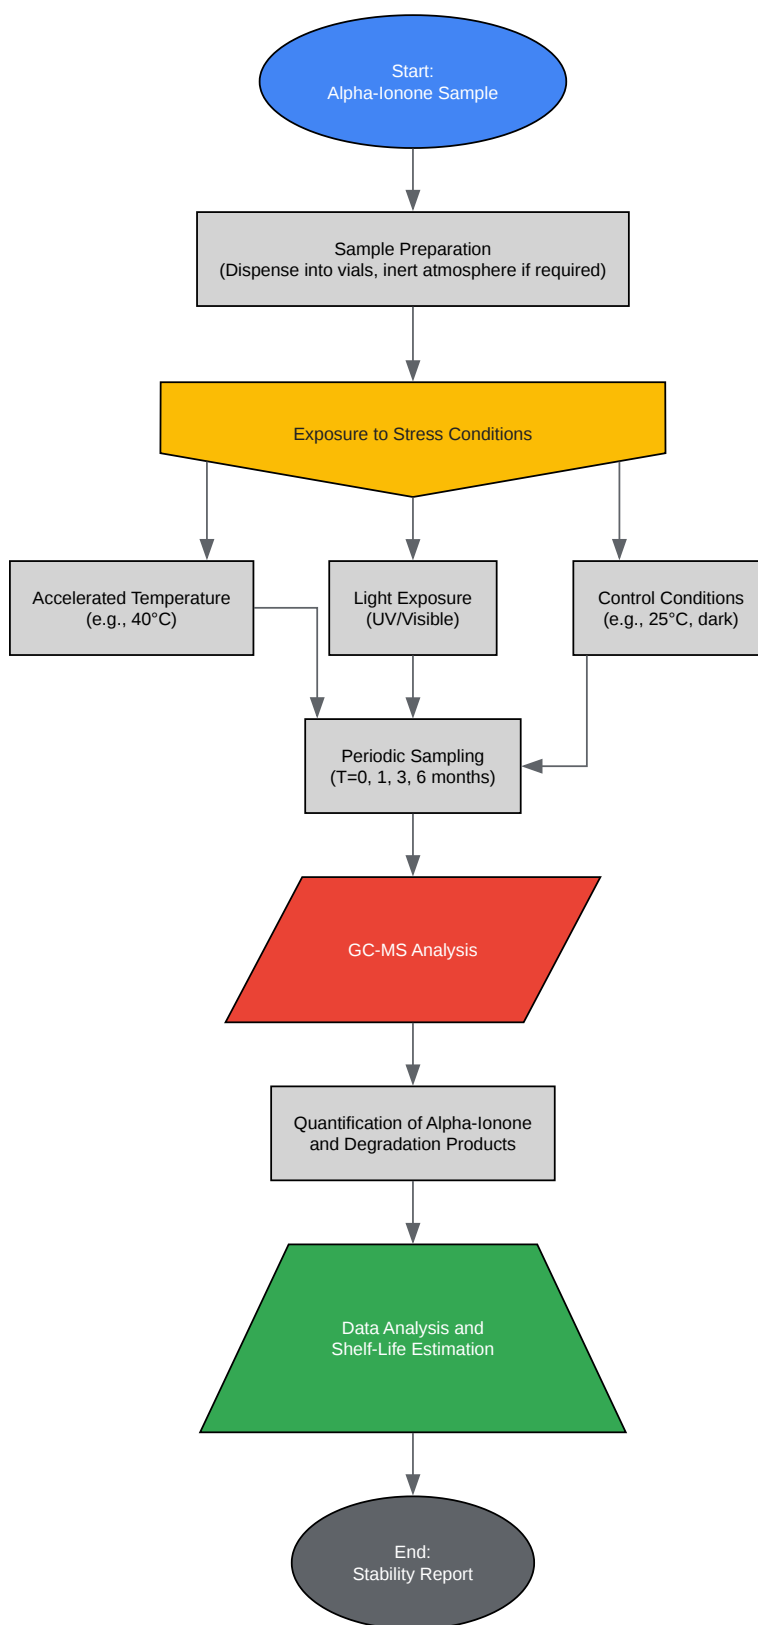 Start:
Alpha-Ionone Sample
Sample Preparation
(Dispense into vials, inert atmosphere if required)
Exposure to Stress Conditions
Accelerated Temperature
(e.g., 40°C)
Light Exposure
(UV/Visible)
Control Conditions
(e.g., 25°C, dark)
Periodic Sampling
(T=0, 1, 3, 6 months)
GC-MS Analysis
Quantification of Alpha-Ionone
and Degradation Products
Data Analysis and
Shelf-Life Estimation
End:
Stability Report